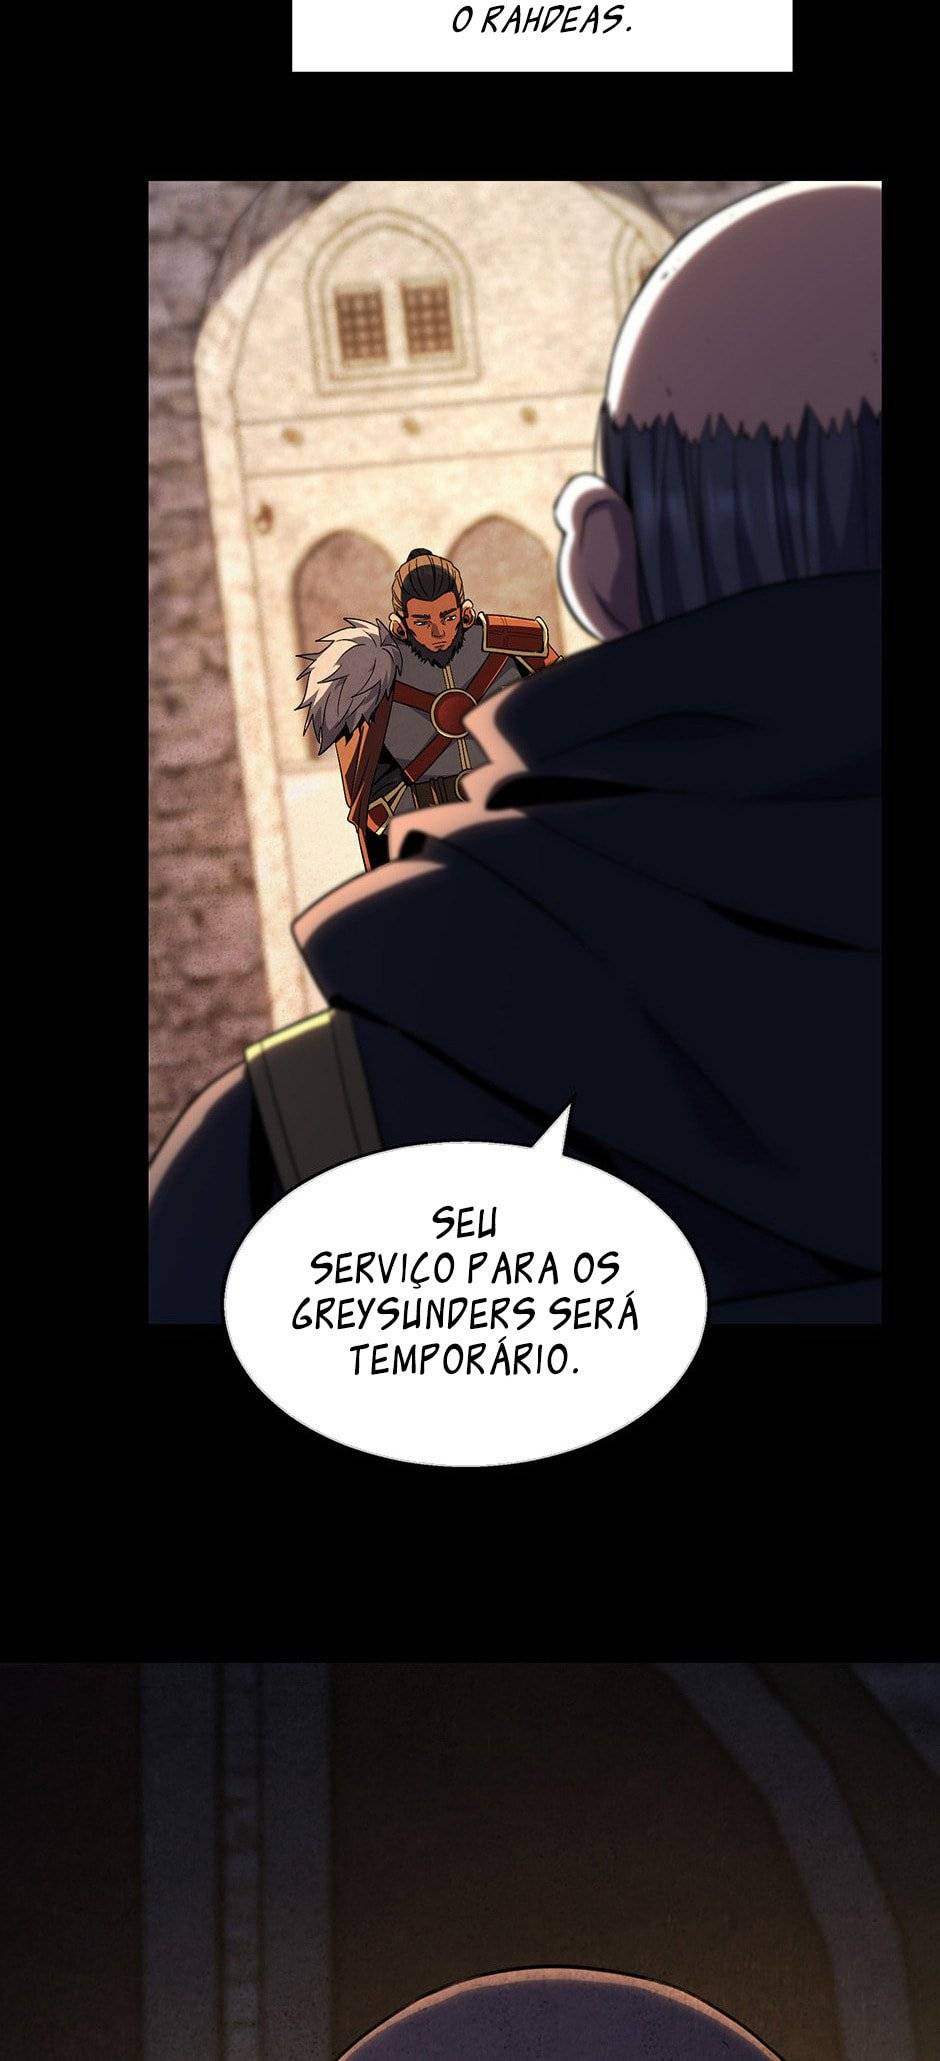 O RAHDEAS.
SEU
SERVIÇO PARA OS
GREYSUNDERS SERÁ
TEMPORÁRIO.